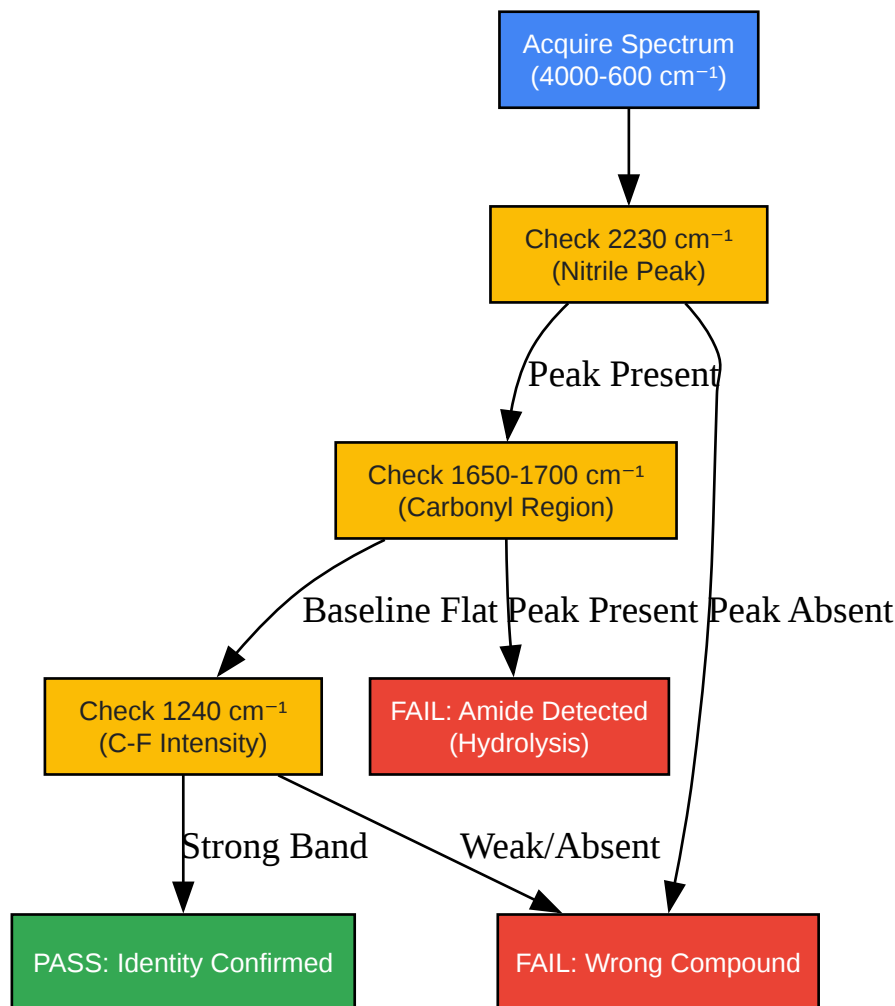 Acquire Spectrum
(4000-600 cm⁻¹)
Check 2230 cm⁻¹
(Nitrile Peak)
Peak Present
Check 1650-1700 cm⁻¹
(Carbonyl Region)
Baseline Flat
Peak Present
Peak Absent
Check 1240 cm⁻¹
(C-F Intensity)
FAIL: Amide Detected
(Hydrolysis)
Strong Band
Weak/Absent
PASS: Identity Confirmed
FAIL: Wrong Compound